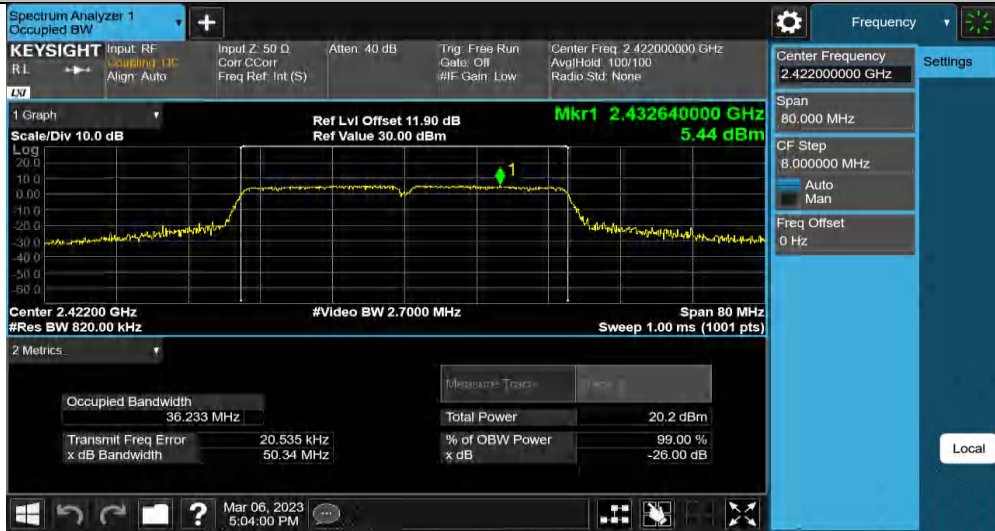 Spectrum Analyzer 1
Occupied BW
Frequency
KEYSIGHT
RL
LXI
Input: RF
Coupling: DC
Align: Auto
Input Z: 50 Ω
Corr CCorr
Freq Ref: Int (S)
Atten: 40 dB
Trig: Free Run
Gate: Off
#IF Gain: Low
Center Freq: 2.422000000 GHz
Avg|Hold: 100/100
Radio Std: None
1 Graph
Scale/Div 10.0 dB
Ref Lvl Offset 11.90 dB
Ref Value 30.00 dBm
Mkr1 2.432640000 GHz
5.44 dBm
Log
20.0
10.0
0.00
-10.0
-20.0
-30.0
-40.0
-50.0
-60.0
1
Center 2.42200 GHz
#Res BW 820.00 kHz
#Video BW 2.7000 MHz
Span 80 MHz
Sweep 1.00 ms (1001 pts)
2 Metrics
Measure Trace
Trace 1
Occupied Bandwidth
36.233 MHz
Total Power 20.2 dBm
Transmit Freq Error 20.535 kHz
% of OBW Power 99.00 %
x dB Bandwidth 50.34 MHz
x dB -26.00 dB
Center Frequency
2.422000000 GHz
Settings
Span
80.000 MHz
CF Step
8.000000 MHz
Auto
Man
Freq Offset
0 Hz
Local
?
Mar 06, 2023
5:04:00 PM